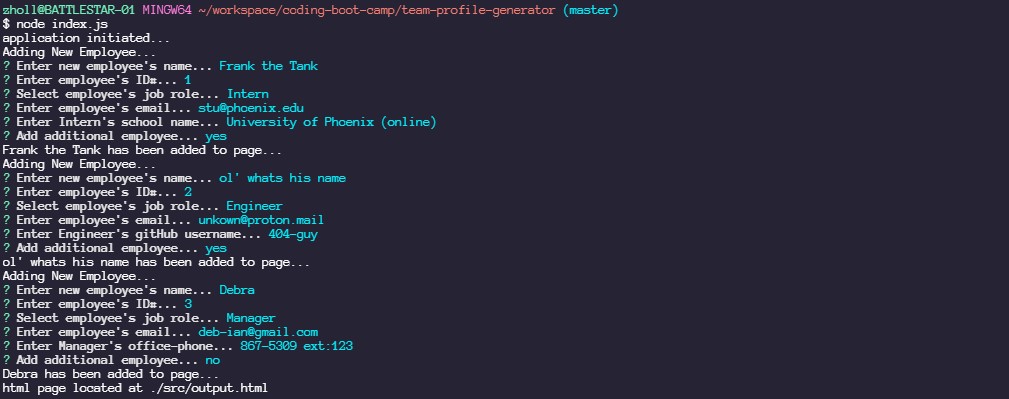 zholl@BATTLESTAR-01 MINGW64 ~/workspace/coding-boot-camp/team-profile-generator (master)
$ node index.js
application initiated...
Adding New Employee...
? Enter new employee's name... Frank the Tank
? Enter employee's ID#... 1
? Select employee's job role... Intern
? Enter employee's email... stu@phoenix.edu
? Enter Intern's school name... University of Phoenix (online)
? Add additional employee... yes
Frank the Tank has been added to page...
Adding New Employee...
? Enter new employee's name... ol' whats his name
? Enter employee's ID#... 2
? Select employee's job role... Engineer
? Enter employee's email... unkown@proton.mail
? Enter Engineer's gitHub username... 404-guy
? Add additional employee... yes
ol' whats his name has been added to page...
Adding New Employee...
? Enter new employee's name... Debra
? Enter employee's ID#... 3
? Select employee's job role... Manager
? Enter employee's email... deb-ian@gmail.com
? Enter Manager's office-phone... 867-5309 ext:123
? Add additional employee... no
Debra has been added to page...
html page located at ./src/output.html